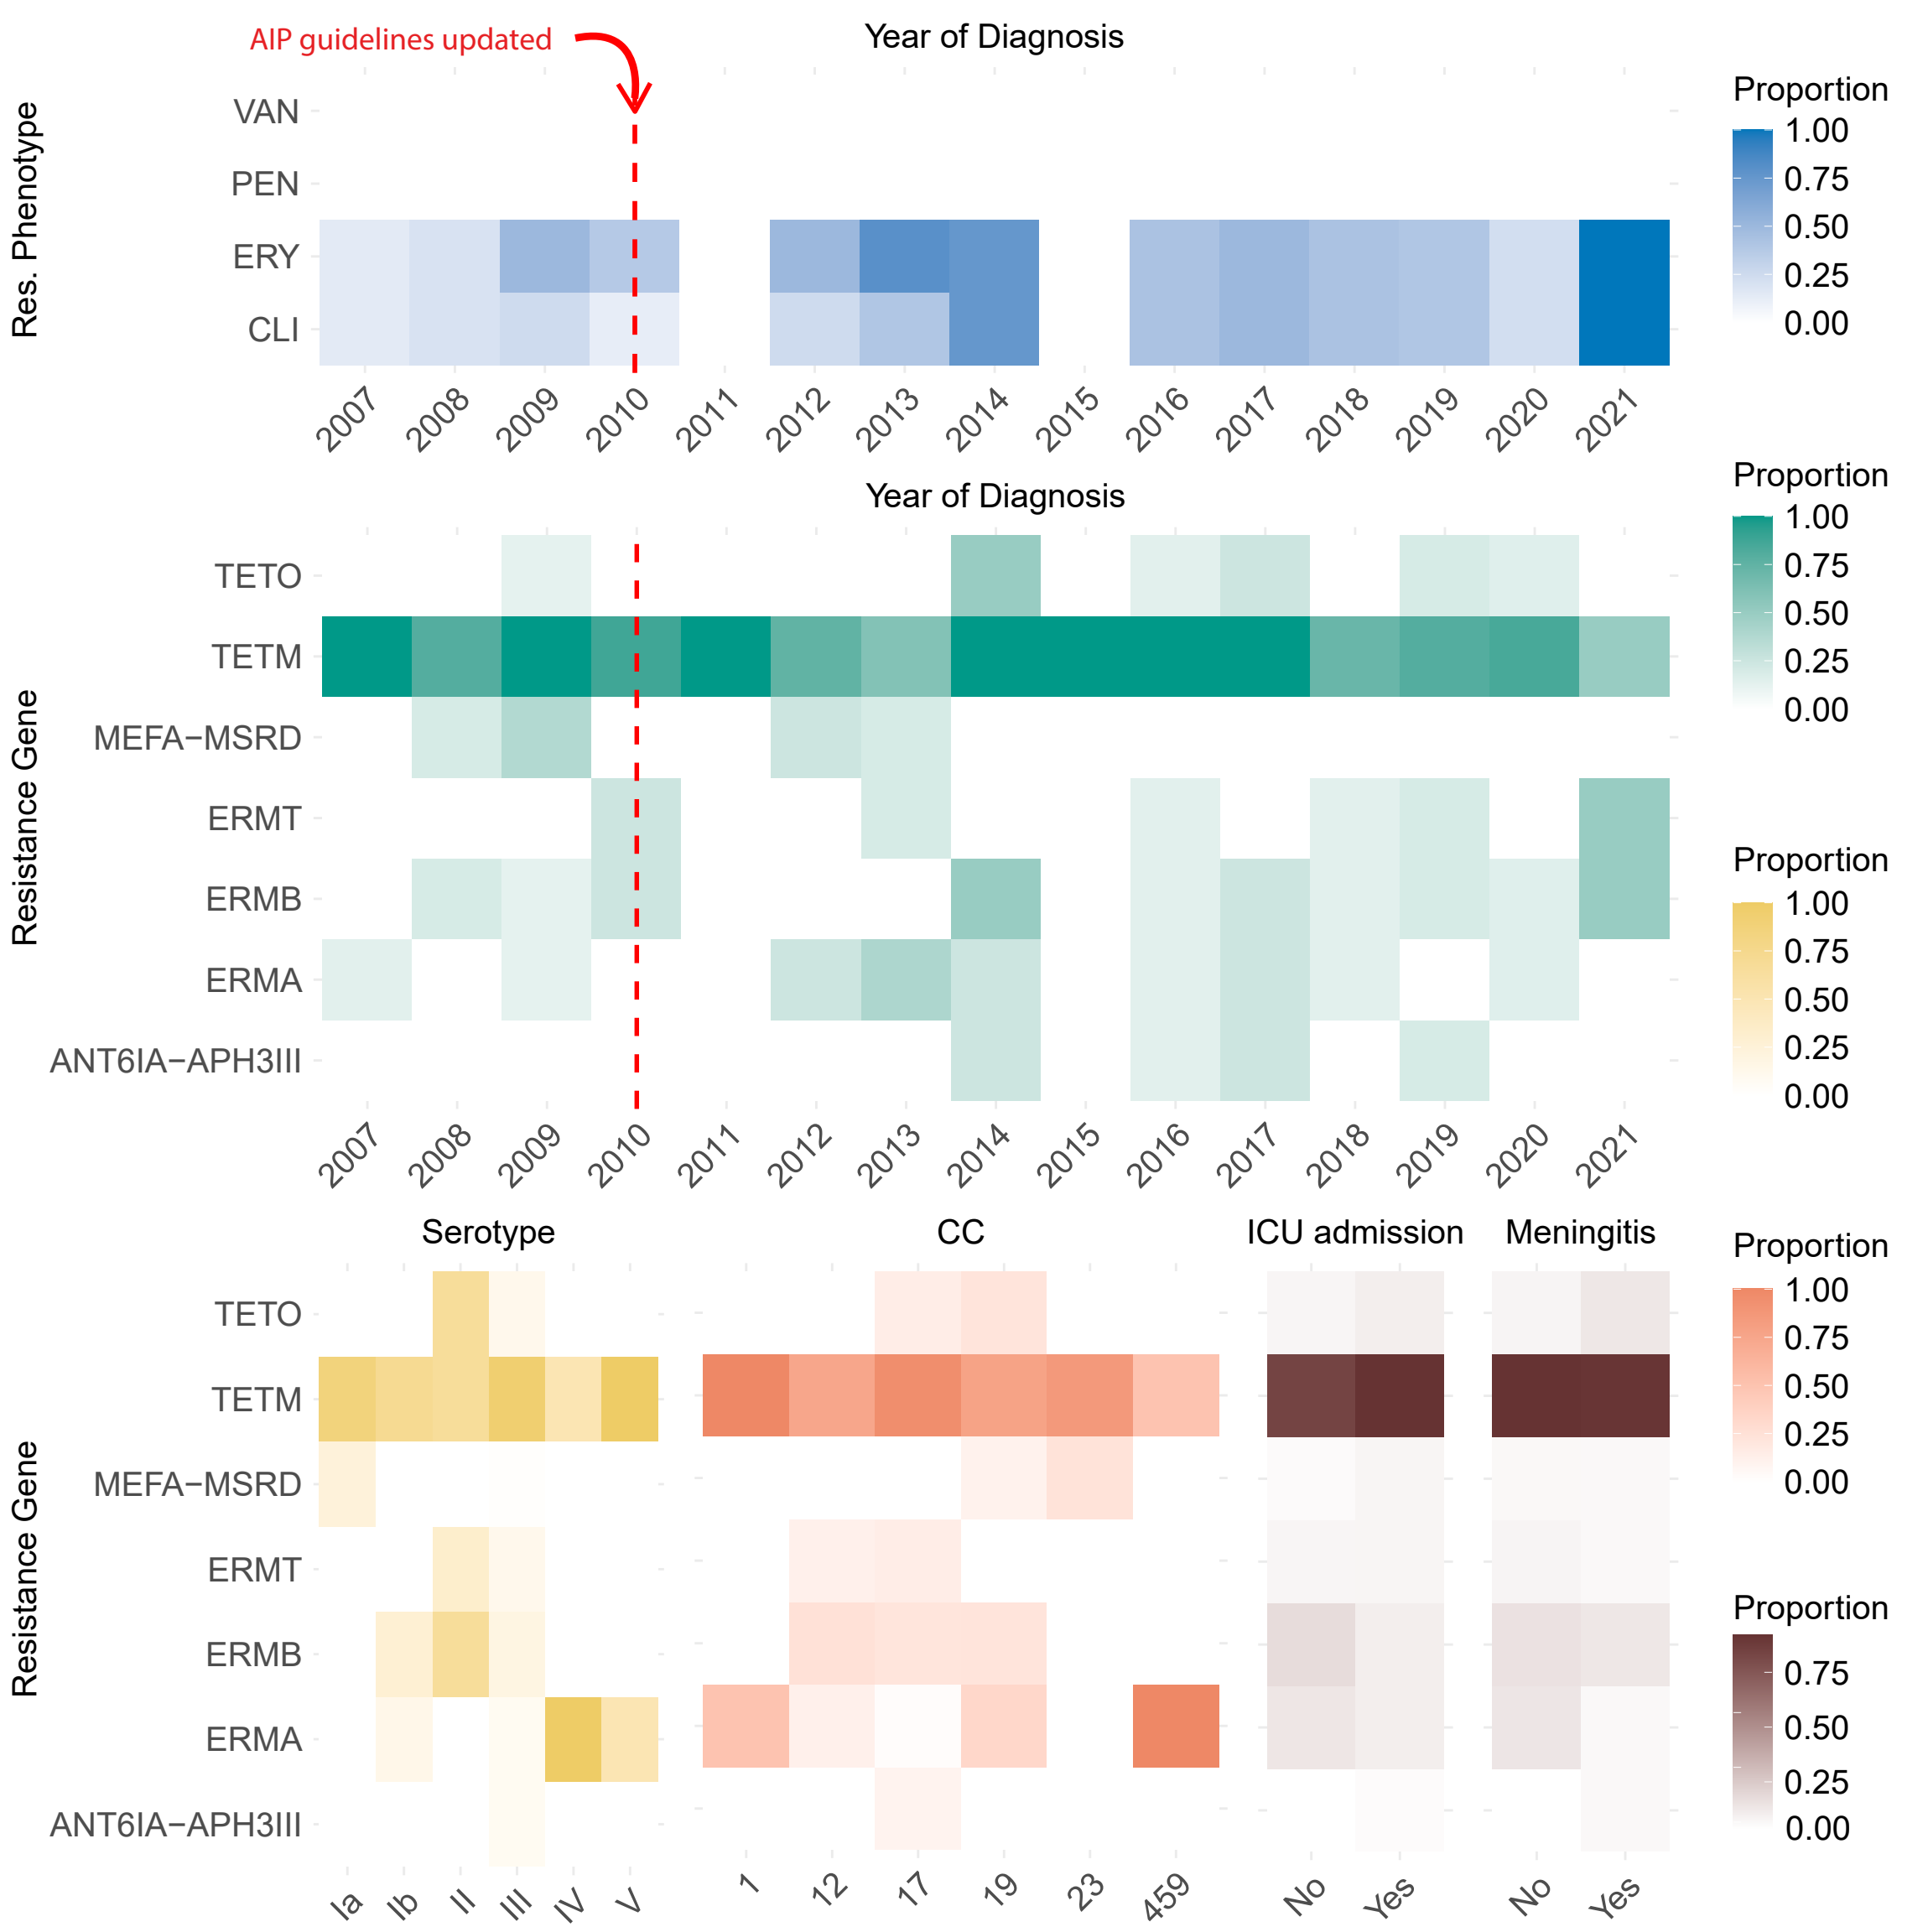 AIP guidelines updated
Year of Diagnosis
Res. Phenotype
VAN
PEN
ERY
CLI
2007 2008 2009 2010 2011 2012 2013 2014 2015 2016 2017 2018 2019 2020 2021
Proportion
1.00
0.75
0.50
0.25
0.00
Year of Diagnosis
Resistance Gene
TETO
TETM
MEFA−MSRD
ERMT
ERMB
ERMA
ANT6IA−APH3III
2007 2008 2009 2010 2011 2012 2013 2014 2015 2016 2017 2018 2019 2020 2021
Proportion
1.00
0.75
0.50
0.25
0.00
Proportion
1.00
0.75
0.50
0.25
0.00
Serotype CC ICU admission Meningitis
Resistance Gene
TETO
TETM
MEFA−MSRD
ERMT
ERMB
ERMA
ANT6IA−APH3III
Ia Ib II III IV V 1 12 17 19 23 459 No Yes No Yes
Proportion
1.00
0.75
0.50
0.25
0.00
Proportion
0.75
0.50
0.25
0.00